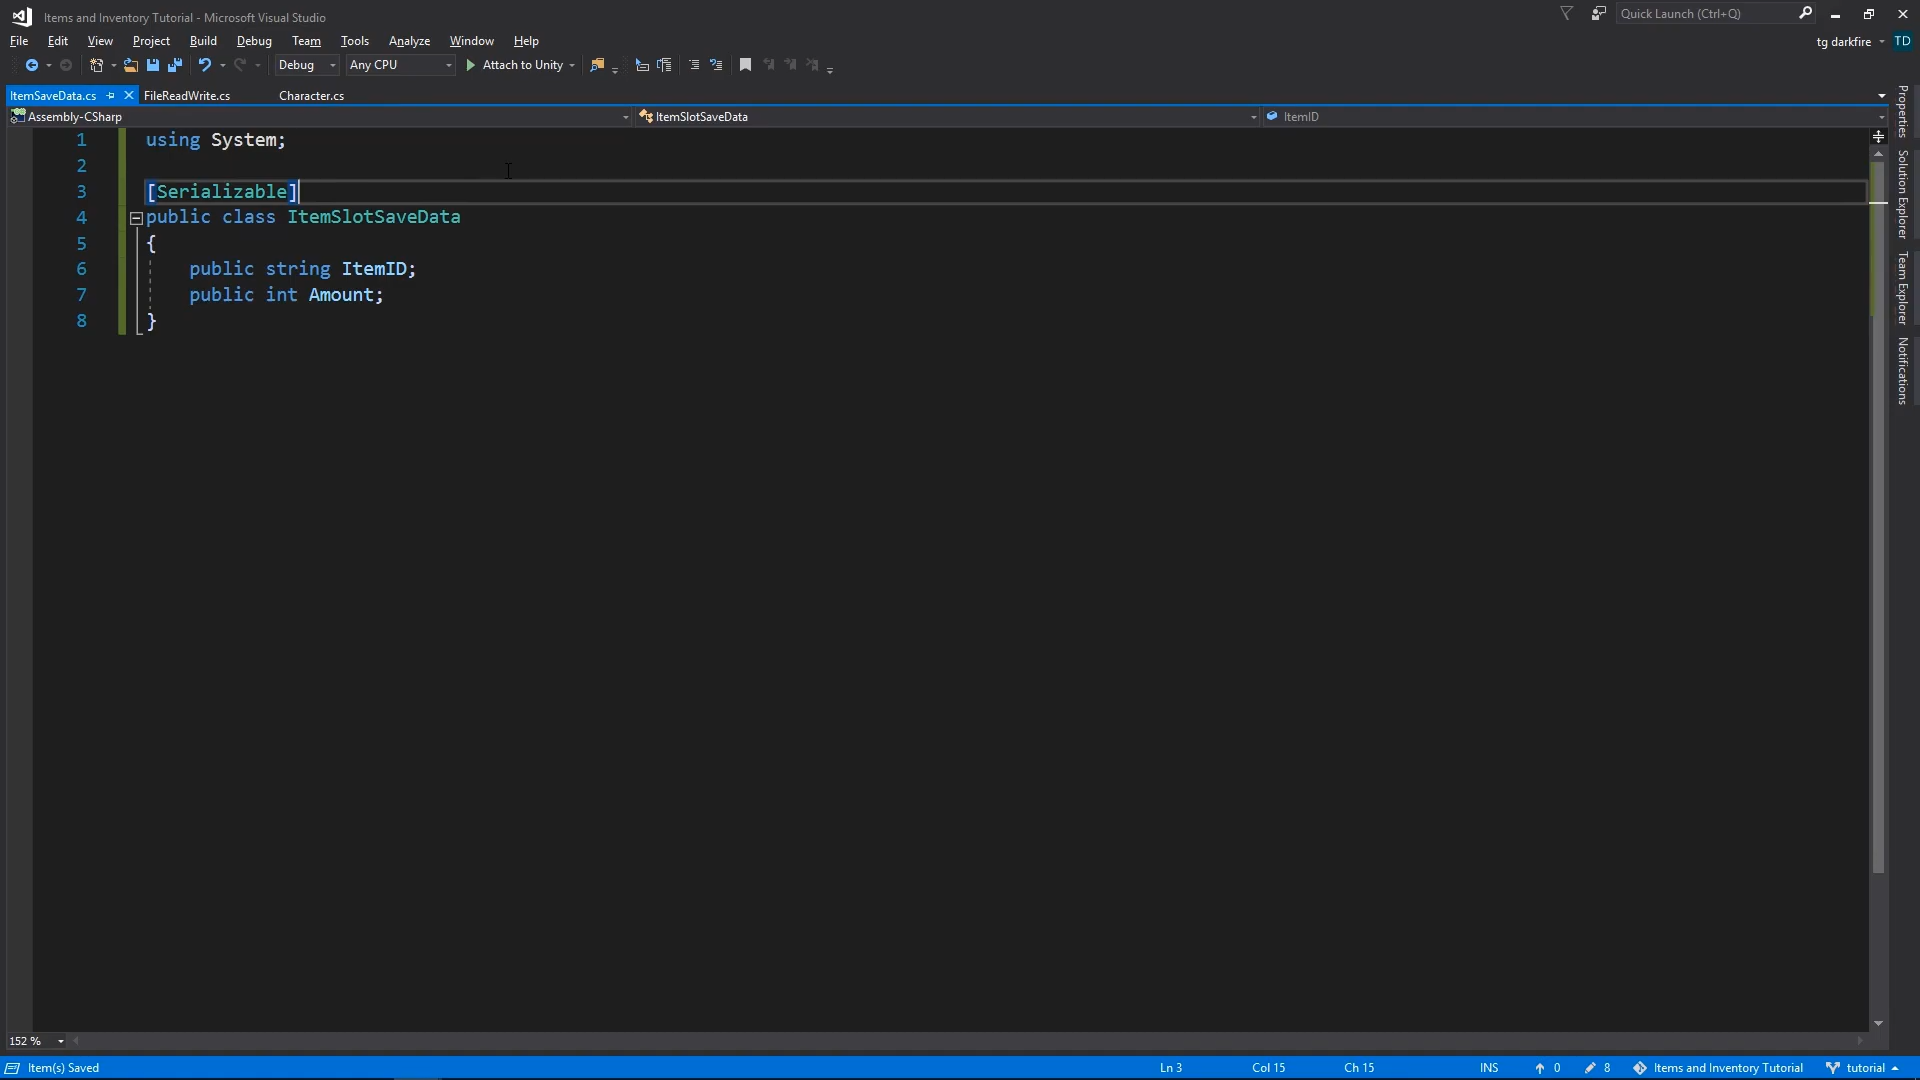 Items and Inventory Tutorial - Microsoft Visual Studio
Quick Launch (Ctrl+Q)
File Edit View Project Build Debug Team Tools Analyze Window Help
tg darkfire TD
Debug Any CPU Attach to Unity
ItemSaveData.cs FileReadWrite.cs Character.cs
Assembly-CSharp ItemSlotSaveData ItemID
1 using System;
2
3 [Serializable]
4 public class ItemSlotSaveData
5 {
6 public string ItemID;
7 public int Amount;
8 }
Properties
Solution Explorer
Team Explorer
Notifications
152 %
Item(s) Saved Ln 3 Col 15 Ch 15 INS 0 8 Items and Inventory Tutorial tutorial